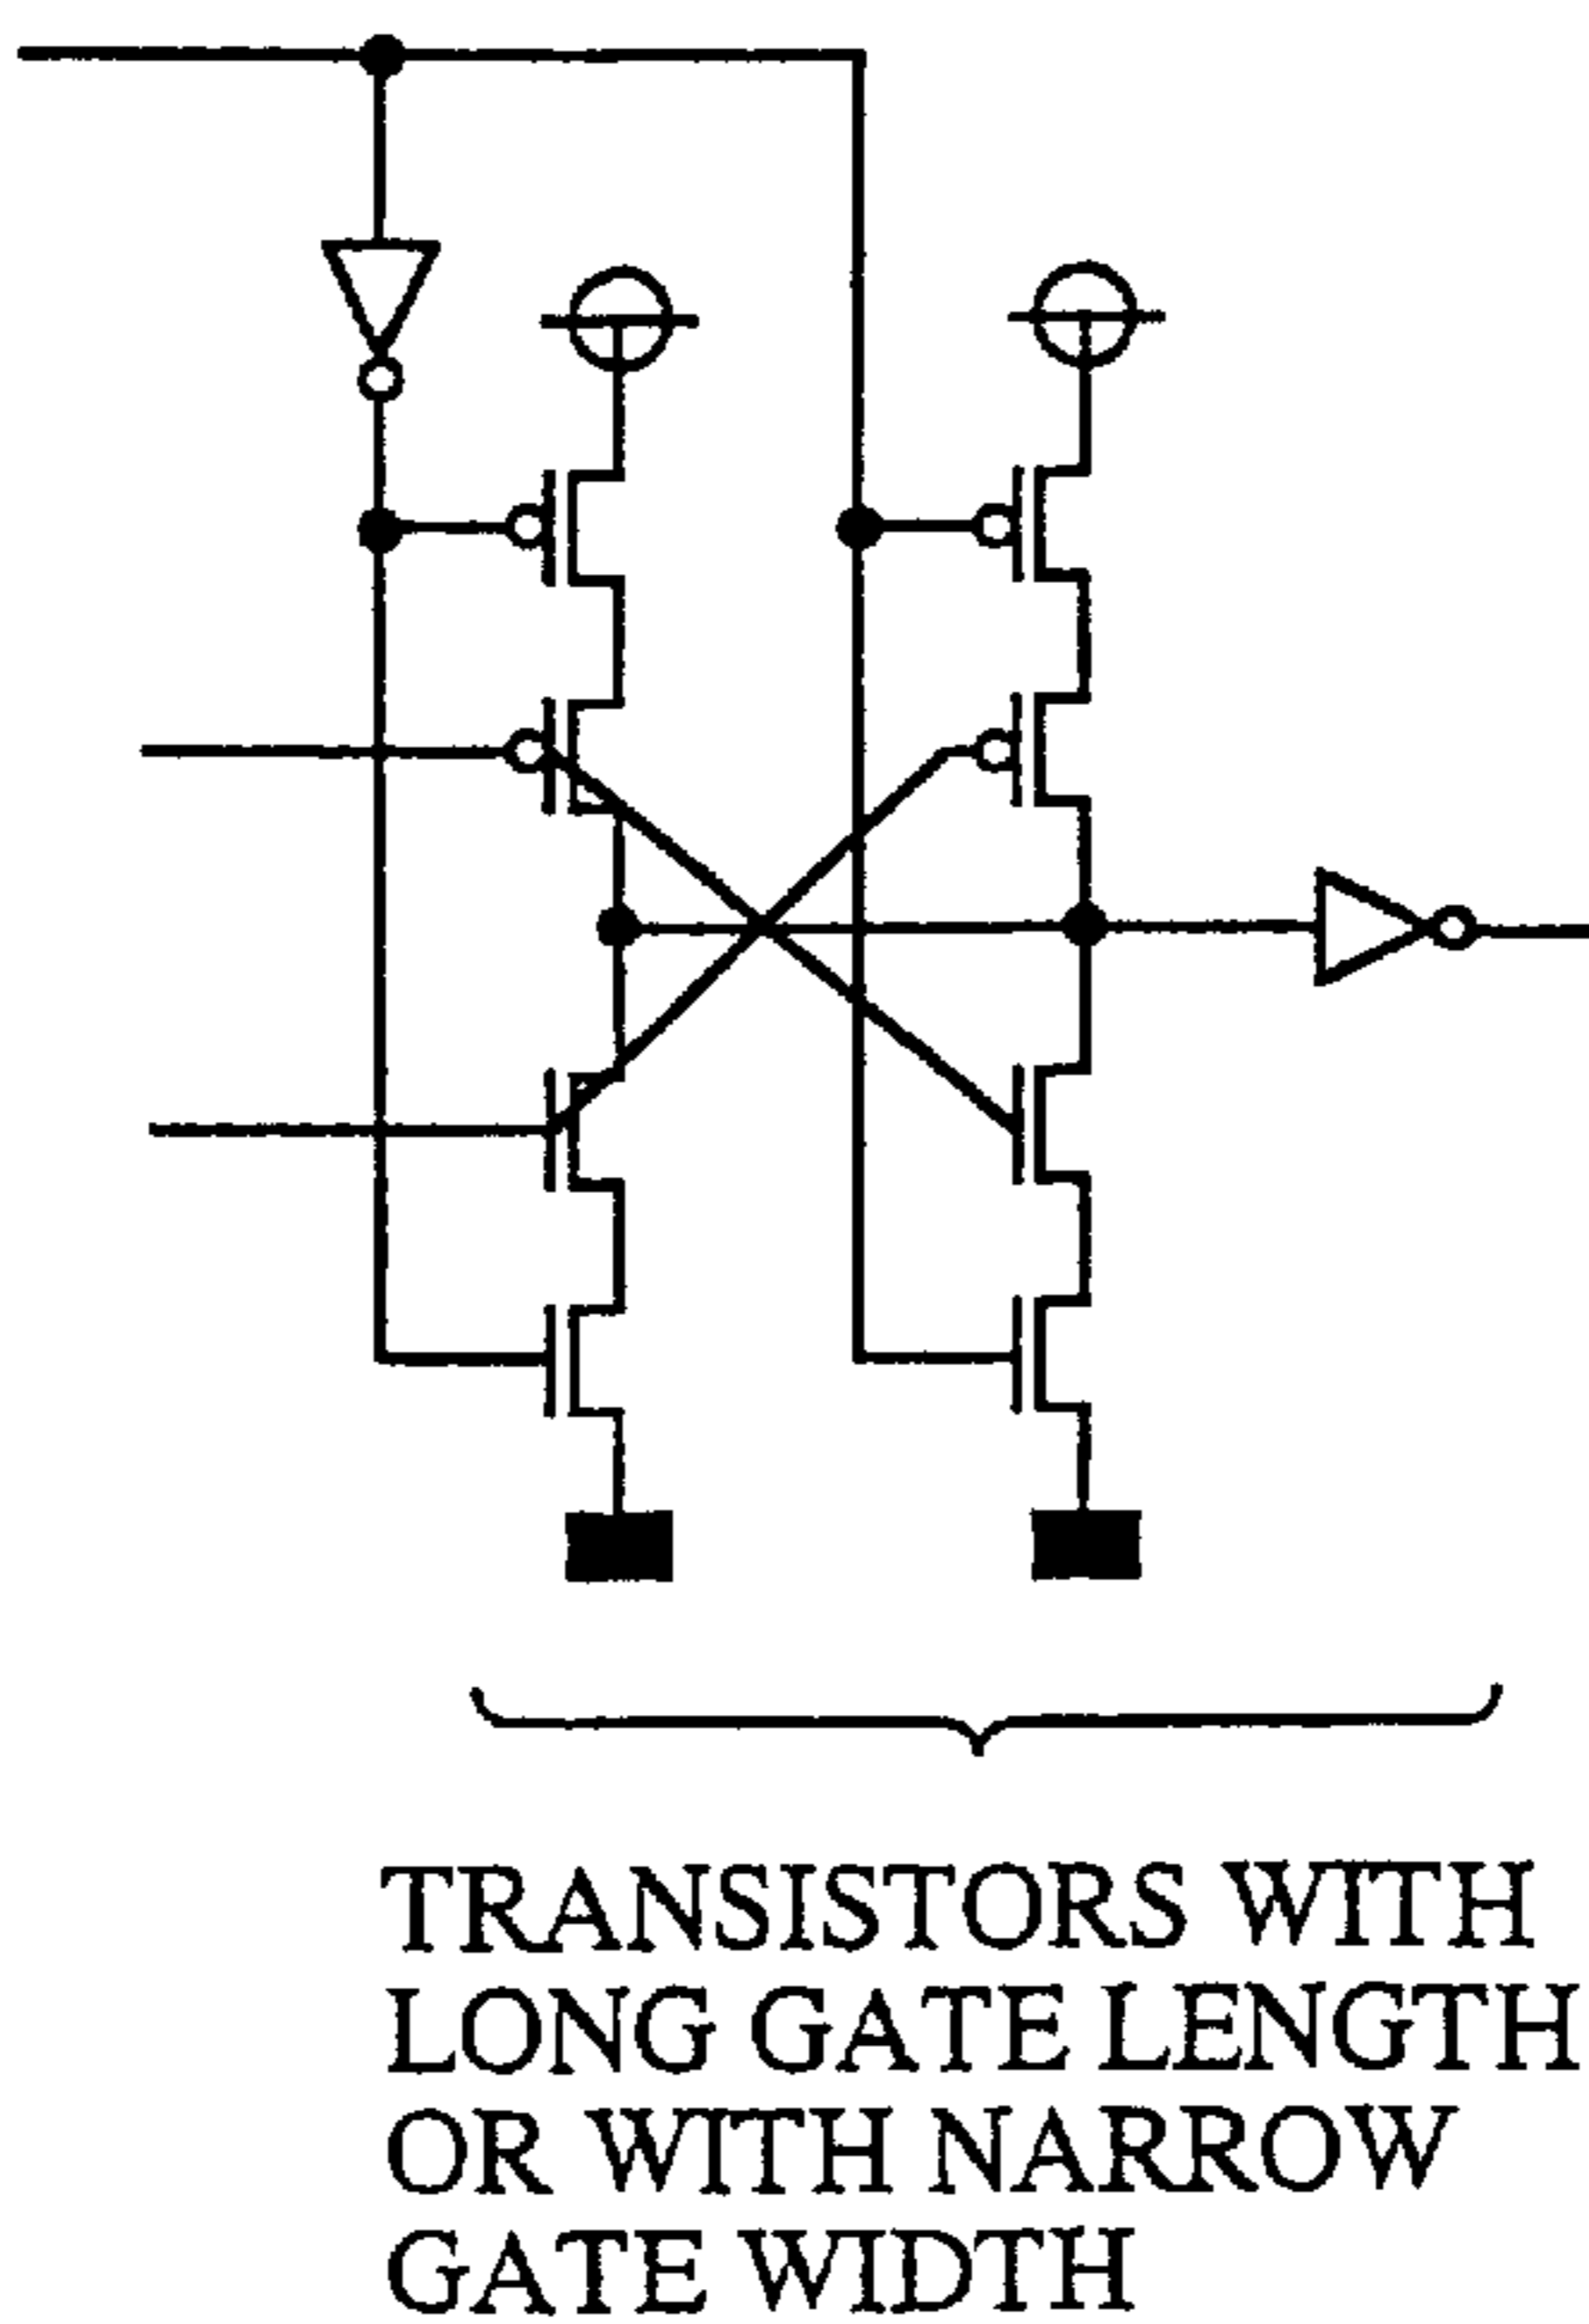 TRANSISTORS WITH
LONG GATE LENGTH
OR WITH NARROW
GATE WIDTH